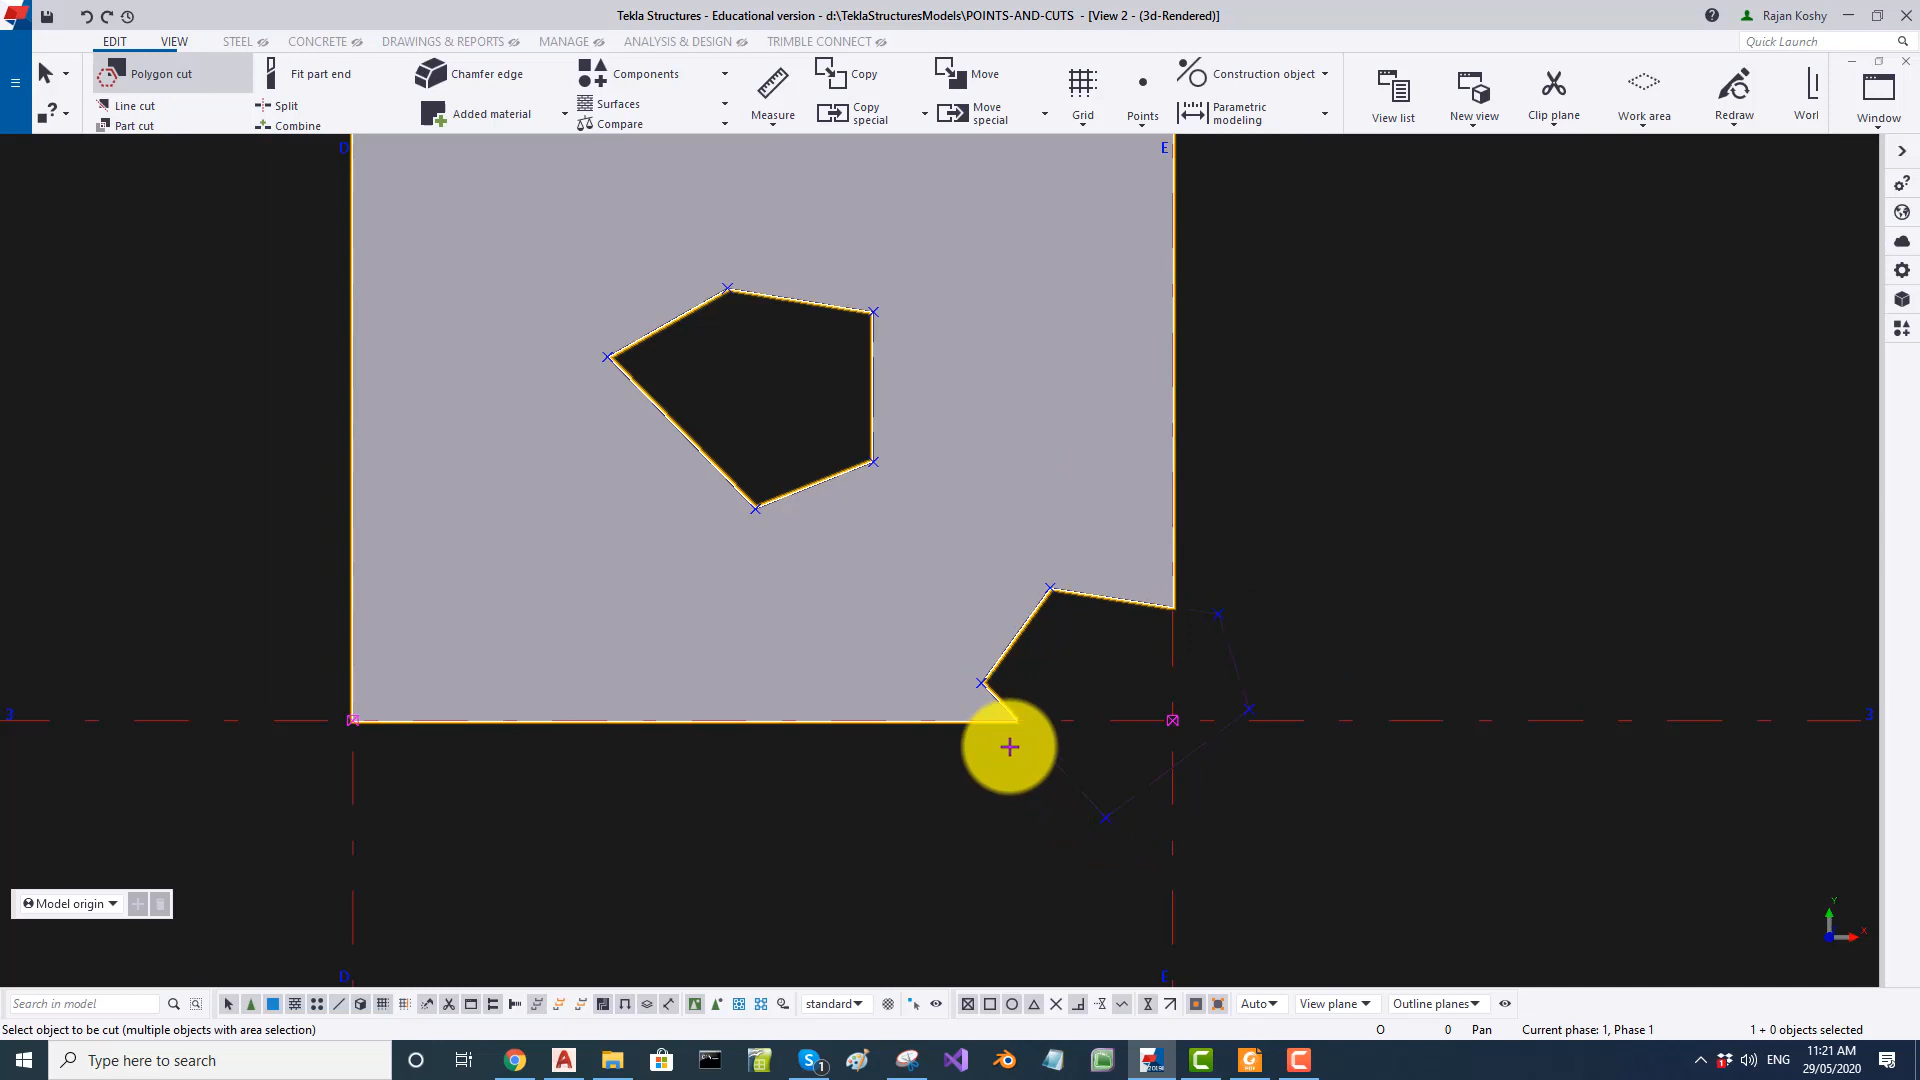 Tekla Structures - Educational version - d:\TeklaStructuresModels\POINTS-AND-CUTS - [View 2 - (3d-Rendered)]
Rajan Koshy
EDIT VIEW STEEL CONCRETE DRAWINGS & REPORTS MANAGE ANALYSIS & DESIGN TRIMBLE CONNECT
Quick Launch
Polygon cut
Line cut
Part cut
Fit part end
Split
Combine
Chamfer edge
Added material
Components
Surfaces
Compare
Measure
Copy
Copy special
Move
Move special
Grid
Points
Construction object
Parametric modeling
View list
New view
Clip plane
Work area
Redraw
Worl
Window
D
E
3
3
D
Model origin
Y
X
Search in model
standard
Auto
View plane
Outline planes
Select object to be cut (multiple objects with area selection)
O
0
Pan
Current phase: 1, Phase 1
1 + 0 objects selected
Type here to search
1
ENG
11:21 AM
29/05/2020